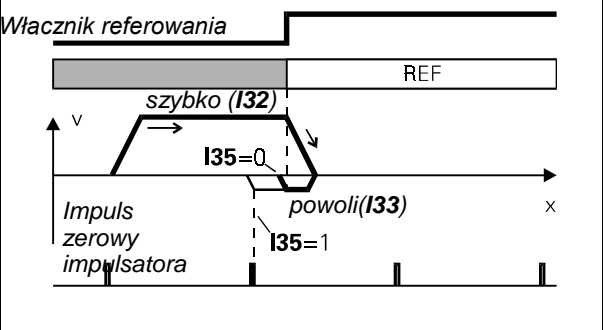 Włacznik referowania
REF
szybko (I32)
V
I35=0
powoli(I33)
x
Impuls
zerowy
impulsatora
I35=1